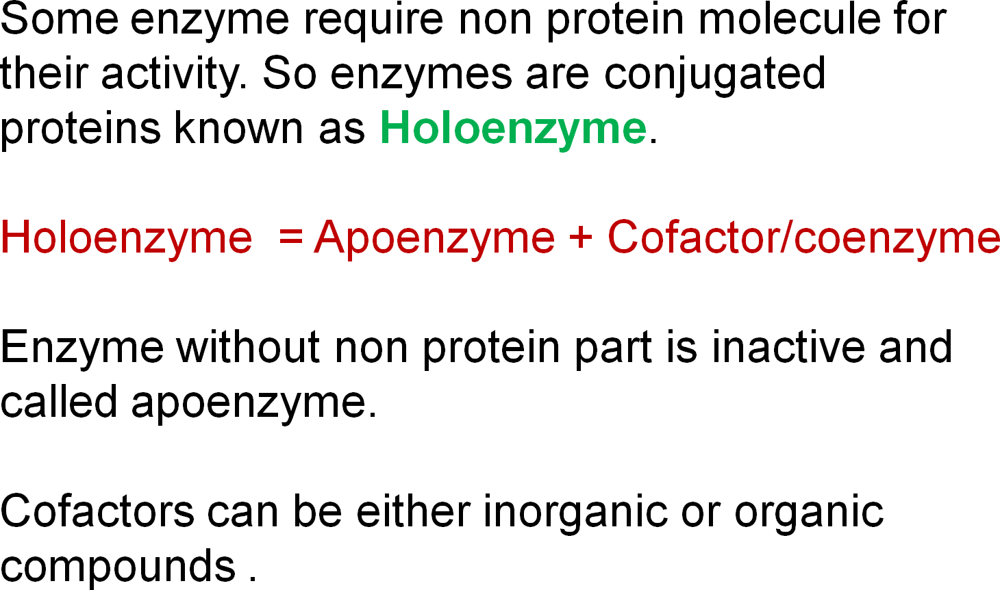 Some enzyme require non protein molecule for
their activity. So enzymes are conjugated
proteins known as Holoenzyme.
Holoenzyme  = Apoenzyme + Cofactor/coenzyme
Enzyme without non protein part is inactive and
called apoenzyme.
Cofactors can be either inorganic or organic
compounds .